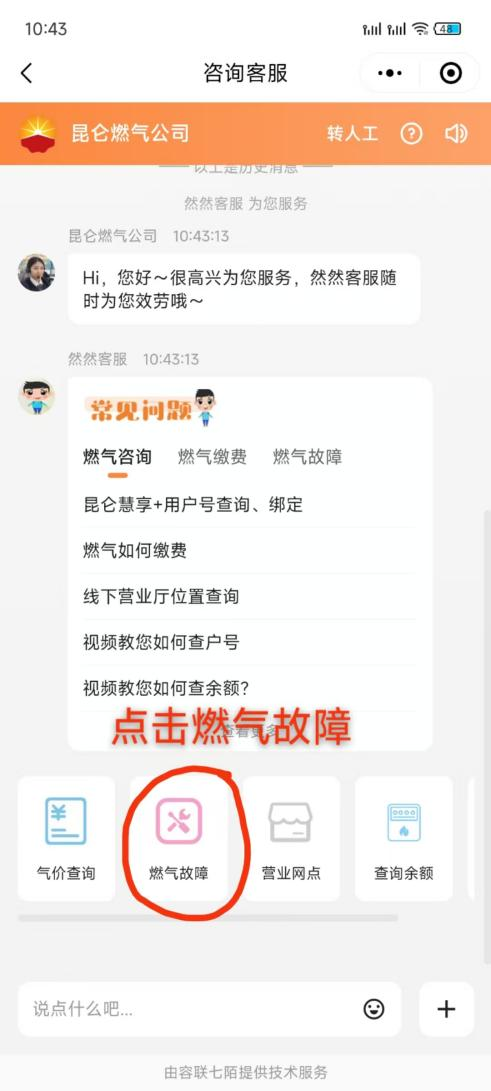 10:43
48
咨询客服
昆仑燃气公司
转人工
以上是历史消息
然然客服 为您服务
昆仑燃气公司 10:43:13
Hi，您好～很高兴为您服务，然然客服随
时为您效劳哦～
然然客服 10:43:13
常见问题
燃气咨询 燃气缴费 燃气故障
昆仑慧享+用户号查询、绑定
燃气如何缴费
线下营业厅位置查询
视频教您如何查户号
视频教您如何查余额?
点击燃气故障
查看更多
气价查询 燃气故障 营业网点 查询余额
说点什么吧...
由容联七陌提供技术服务